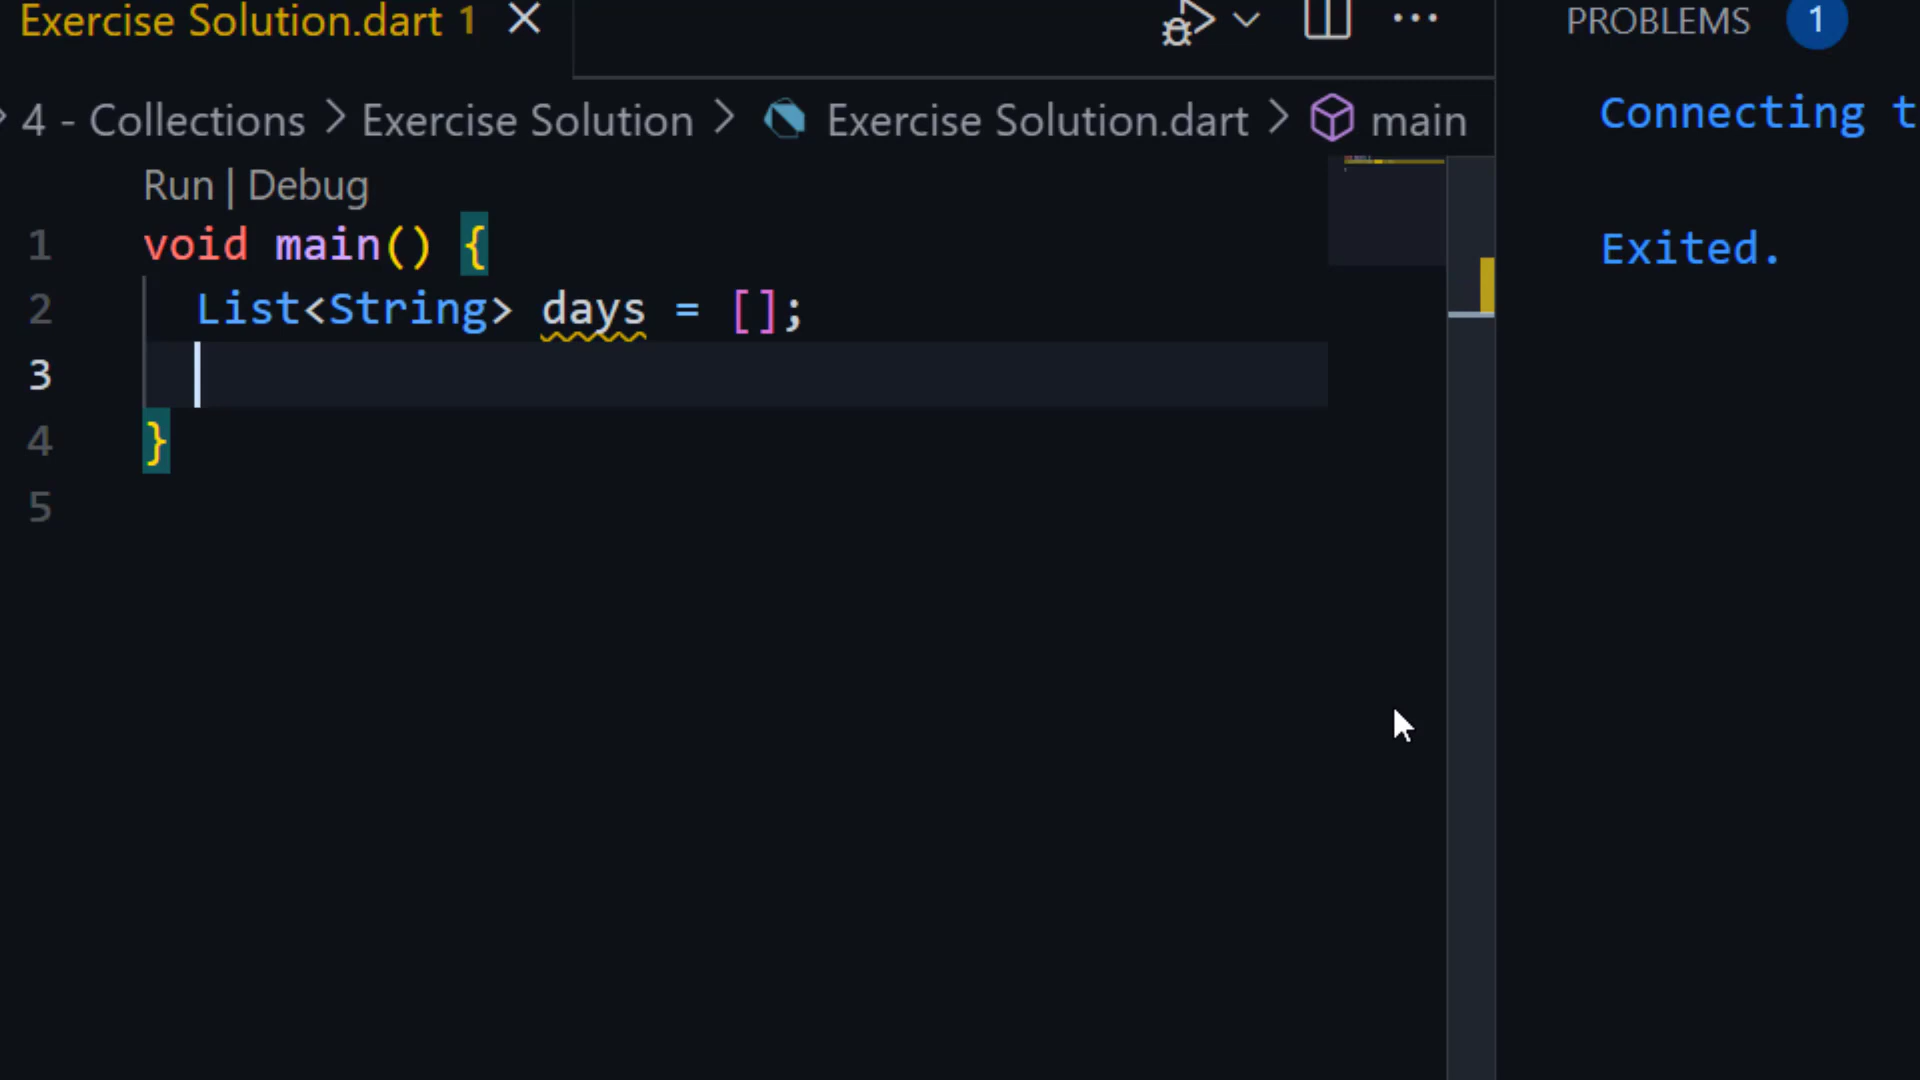 Exercise Solution.dart 1
PROBLEMS 1
4 - Collections > Exercise Solution > Exercise Solution.dart > main
Connecting t
Run | Debug
1 void main() {
Exited.
2 List<String> days = [];
3
4 }
5